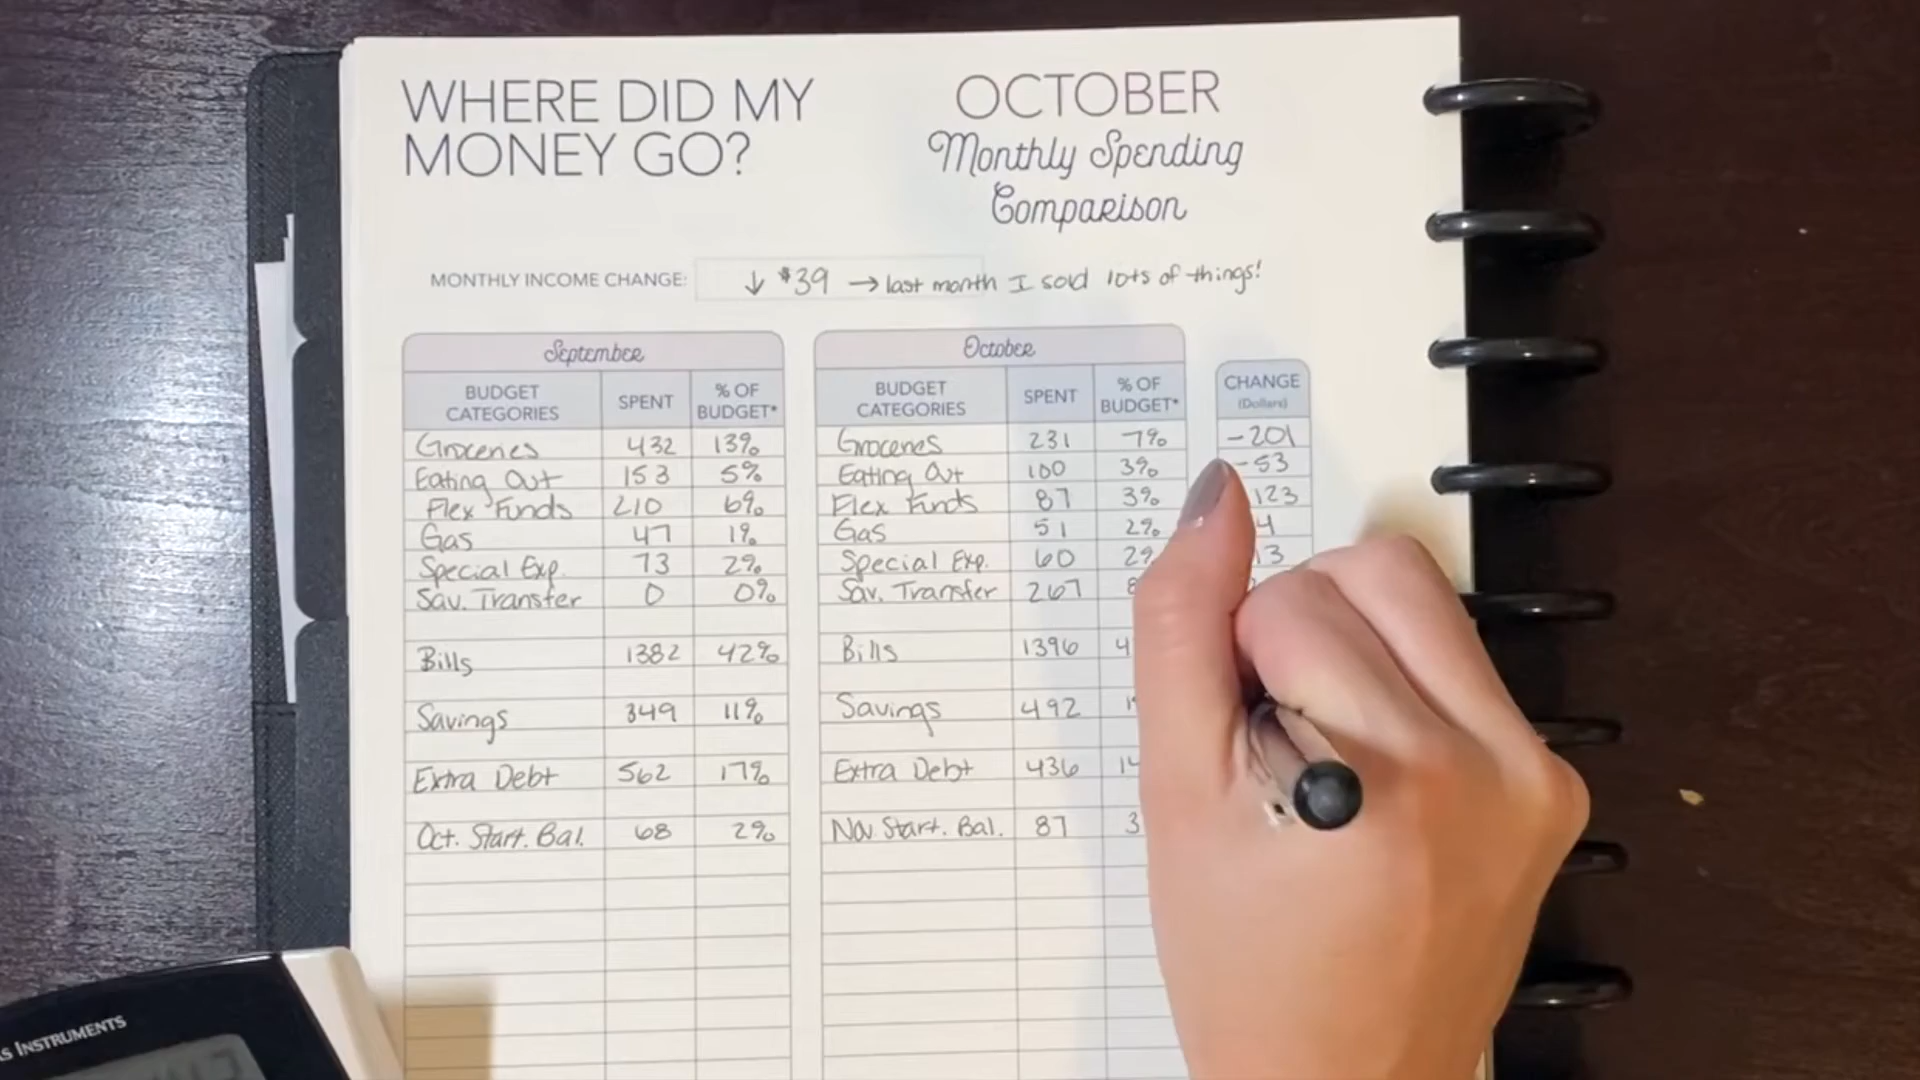 WHERE DID MY
MONEY GO?
OCTOBER
Monthly Spending
Comparison
MONTHLY INCOME CHANGE: ↓ $39 → last month I sold lots of things!
September
BUDGET CATEGORIES SPENT % OF BUDGET*
Groceries 432 13%
Eating Out 153 5%
Flex Funds 210 6%
Gas 47 1%
Special Exp. 73 2%
Sav. Transfer 0 0%
Bills 1382 42%
Savings 349 11%
Extra Debt 562 17%
Oct. Start. Bal. 68 2%
October
BUDGET CATEGORIES SPENT % OF BUDGET*
Groceries 231 7%
Eating Out 100 3%
Flex Funds 87 3%
Gas 51 2%
Special Exp. 60 2%
Sav. Transfer 267
Bills 1396
Savings 492
Extra Debt 436
Nov. Start. Bal. 87
CHANGE
(Dollars)
-201
-53
123
4
13
INSTRUMENTS